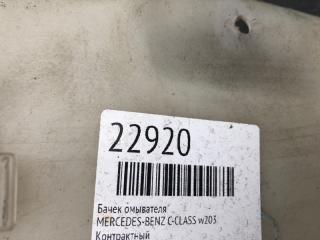 22920
Бачек омывателя
MERCEDES-BENZ C-CLASS w203
Контрактный